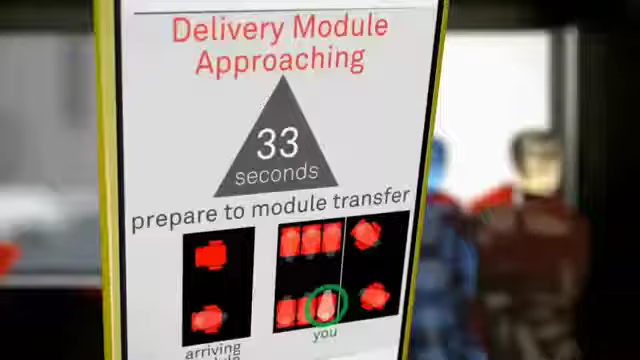 Delivery Module
Approaching
33
seconds
prepare to module transfer
you
arriving